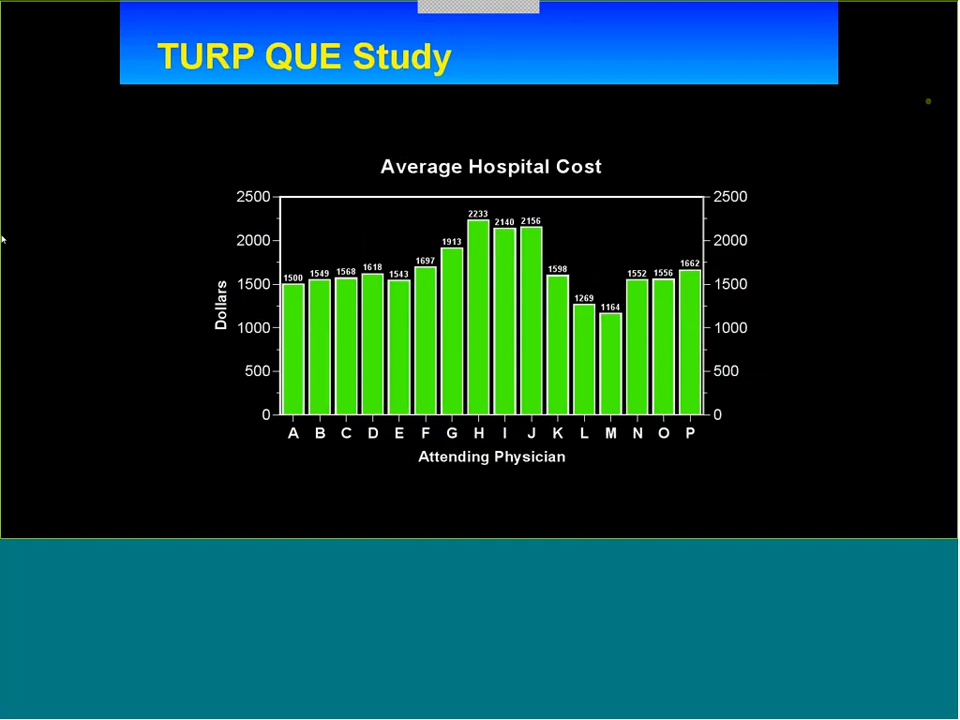 TURP QUE Study
Average Hospital Cost
2500 2500
2000 2000
1500 1500
1000 1000
500 500
0 0
Dollars
1500 1549 1568 1618 1543 1697 1913 2233 2140 2156 1598 1269 1164 1552 1556 1662
A B C D E F G H I J K L M N O P
Attending Physician